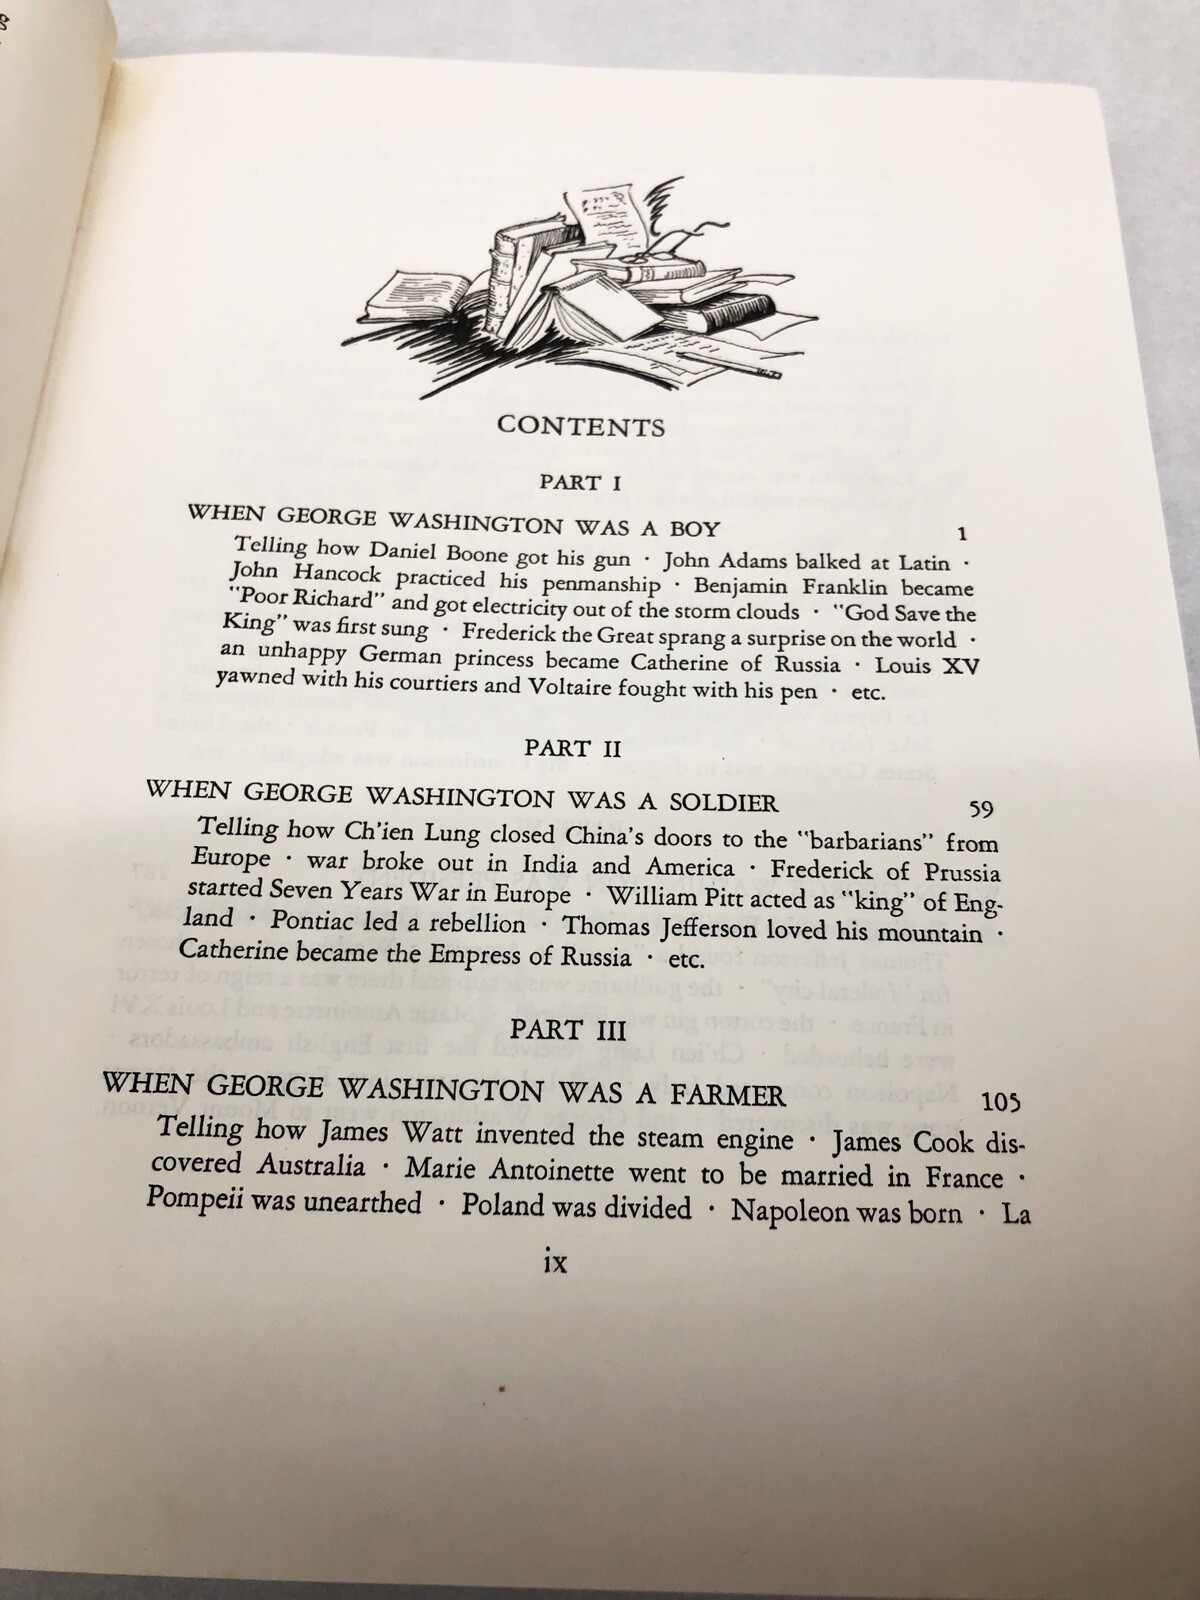 CONTENTS
PART I
WHEN GEORGE WASHINGTON WAS A BOY 1
Telling how Daniel Boone got his gun · John Adams balked at Latin ·
John Hancock practiced his penmanship · Benjamin Franklin became
"Poor Richard" and got electricity out of the storm clouds · "God Save the
King" was first sung · Frederick the Great sprang a surprise on the world ·
an unhappy German princess became Catherine of Russia · Louis XV
yawned with his courtiers and Voltaire fought with his pen · etc.
PART II
WHEN GEORGE WASHINGTON WAS A SOLDIER 59
Telling how Ch'ien Lung closed China's doors to the "barbarians" from
Europe · war broke out in India and America · Frederick of Prussia
started Seven Years War in Europe · William Pitt acted as "king" of Eng-
land · Pontiac led a rebellion · Thomas Jefferson loved his mountain ·
Catherine became the Empress of Russia · etc.
PART III
WHEN GEORGE WASHINGTON WAS A FARMER 105
Telling how James Watt invented the steam engine · James Cook dis-
covered Australia · Marie Antoinette went to be married in France ·
Pompeii was unearthed · Poland was divided · Napoleon was born · La
ix